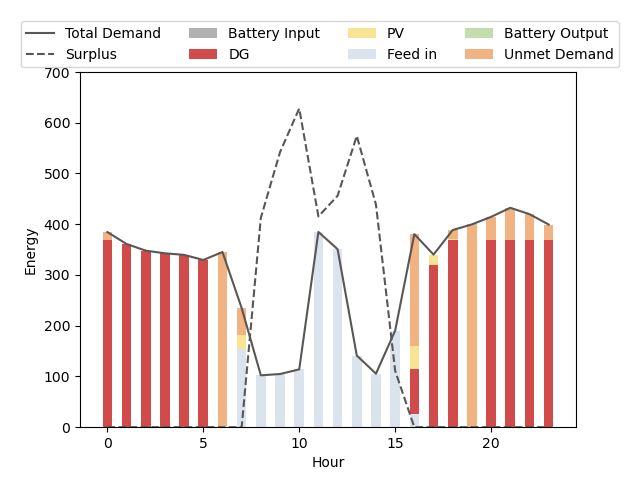 Total Demand Battery Input PV Battery Output
Surplus DG Feed in Unmet Demand
700
600
500
400
300
200
100
0
Energy
0 5 10 15 20
Hour